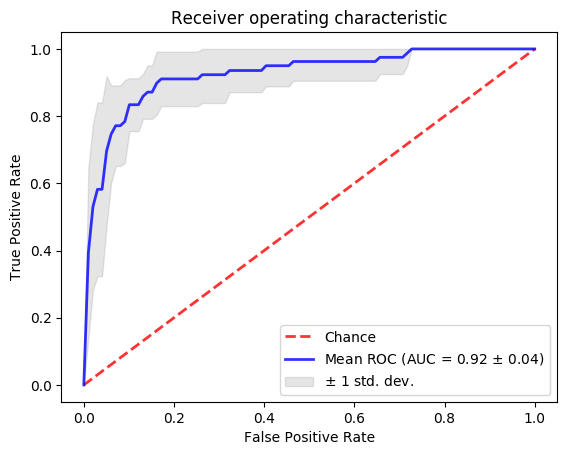 Receiver operating characteristic
1.0
0.8
0.6
0.4
0.2
0.0
True Positive Rate
Chance
Mean ROC (AUC = 0.92 ± 0.04)
± 1 std. dev.
0.0 0.2 0.4 0.6 0.8 1.0
False Positive Rate